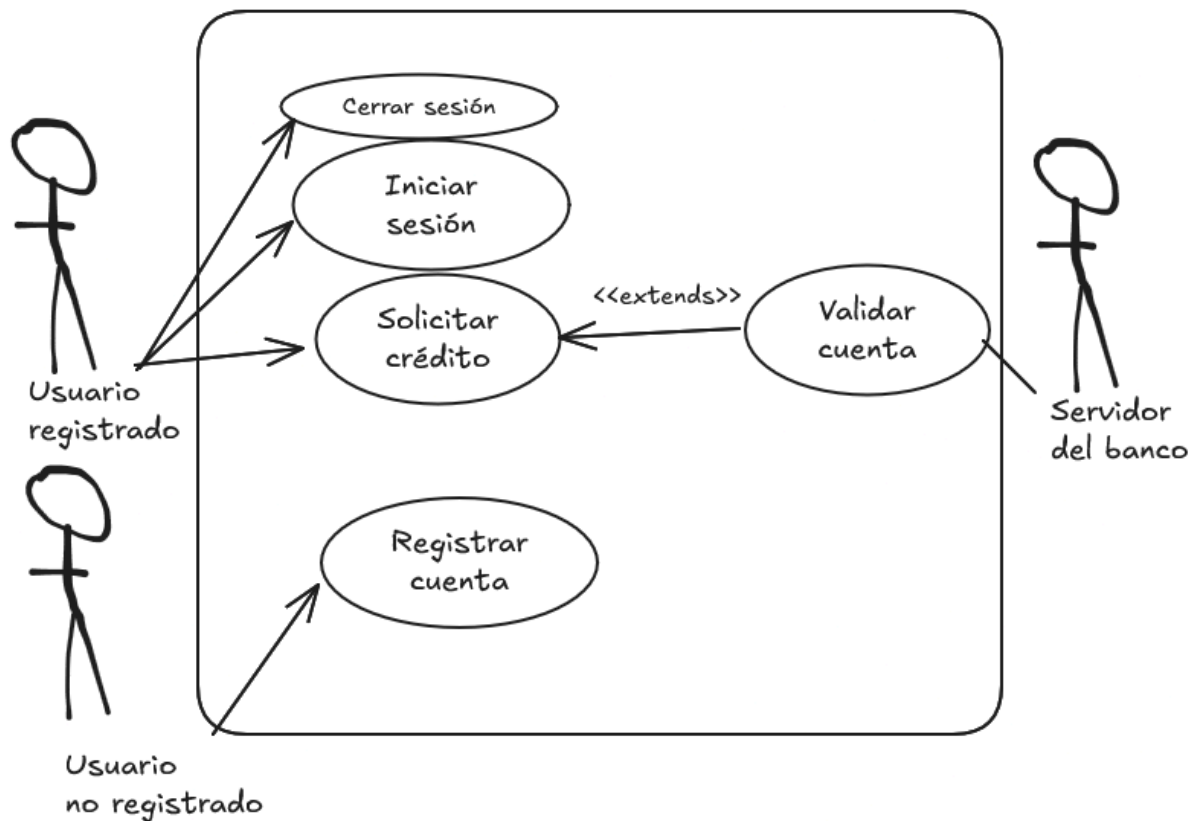 Cerrar sesión
Iniciar
sesión
Solicitar
crédito
<<extends>>
Validar
cuenta
Usuario
registrado
Servidor
del banco
Registrar
cuenta
Usuario
no registrado